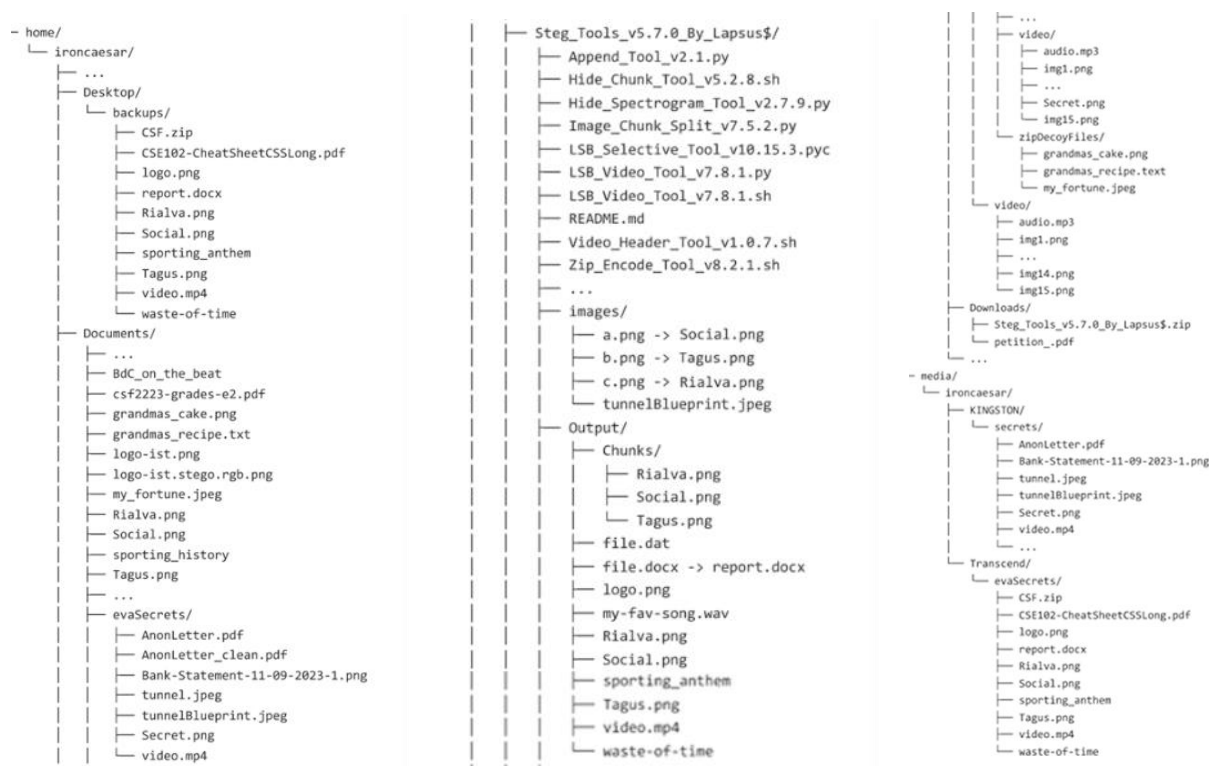 – home/
└── ironcaesar/
├── ...
├── Desktop/
│ └── backups/
│ ├── CSF.zip
│ ├── CSE102-CheatSheetCSSLong.pdf
│ ├── logo.png
│ ├── report.docx
│ ├── Rialva.png
│ ├── Social.png
│ ├── sporting_anthem
│ ├── Tagus.png
│ ├── video.mp4
│ └── waste-of-time
├── Documents/
│ ├── ...
│ ├── BdC_on_the_beat
│ ├── csf2223-grades-e2.pdf
│ ├── grandmas_cake.png
│ ├── grandmas_recipe.txt
│ ├── logo-ist.png
│ ├── logo-ist.stego.rgb.png
│ ├── my_fortune.jpeg
│ ├── Rialva.png
│ ├── Social.png
│ ├── sporting_history
│ ├── Tagus.png
│ ├── ...
│ ├── evaSecrets/
│ │ ├── AnonLetter.pdf
│ │ ├── AnonLetter_clean.pdf
│ │ ├── Bank-Statement-11-09-2023-1.png
│ │ ├── tunnel.jpeg
│ │ ├── tunnelBlueprint.jpeg
│ │ ├── Secret.png
│ │ └── video.mp4
│ ├── Steg_Tools_v5.7.0_By_Lapsus$/
│ │ ├── Append_Tool_v2.1.py
│ │ ├── Hide_Chunk_Tool_v5.2.8.sh
│ │ ├── Hide_Spectrogram_Tool_v2.7.9.py
│ │ ├── Image_Chunk_Split_v7.5.2.py
│ │ ├── LSB_Selective_Tool_v10.15.3.pyc
│ │ ├── LSB_Video_Tool_v7.8.1.py
│ │ ├── LSB_Video_Tool_v7.8.1.sh
│ │ ├── README.md
│ │ ├── Video_Header_Tool_v1.0.7.sh
│ │ ├── Zip_Encode_Tool_v8.2.1.sh
│ │ ├── ...
│ │ ├── images/
│ │ │ ├── a.png -> Social.png
│ │ │ ├── b.png -> Tagus.png
│ │ │ ├── c.png -> Rialva.png
│ │ │ └── tunnelBlueprint.jpeg
│ │ ├── Output/
│ │ │ ├── Chunks/
│ │ │ │ ├── Rialva.png
│ │ │ │ ├── Social.png
│ │ │ │ └── Tagus.png
│ │ │ ├── file.dat
│ │ │ ├── file.docx -> report.docx
│ │ │ ├── logo.png
│ │ │ ├── my-fav-song.wav
│ │ │ ├── Rialva.png
│ │ │ ├── Social.png
│ │ │ ├── sporting_anthem
│ │ │ ├── Tagus.png
│ │ │ ├── video.mp4
│ │ │ └── waste-of-time
│ │ ├── ...
│ │ │ ├── video/
│ │ │ │ ├── audio.mp3
│ │ │ │ ├── img1.png
│ │ │ │ ├── ...
│ │ │ │ ├── Secret.png
│ │ │ │ └── img15.png
│ │ │ └── zipDecoyFiles/
│ │ │ ├── grandmas_cake.png
│ │ │ ├── grandmas_recipe.text
│ │ │ └── my_fortune.jpeg
│ │ └── video/
│ │ ├── audio.mp3
│ │ ├── img1.png
│ │ ├── ...
│ │ ├── img14.png
│ │ └── img15.png
├── Downloads/
│ ├── Steg_Tools_v5.7.0_By_Lapsus$.zip
│ └── petition_.pdf
└── ...
– media/
└── ironcaesar/
├── KINGSTON/
│ └── secrets/
│ ├── AnonLetter.pdf
│ ├── Bank-Statement-11-09-2023-1.png
│ ├── tunnel.jpeg
│ ├── tunnelBlueprint.jpeg
│ ├── Secret.png
│ ├── video.mp4
│ └── ...
└── Transcend/
└── evaSecrets/
├── CSF.zip
├── CSE102-CheatSheetCSSLong.pdf
├── logo.png
├── report.docx
├── Rialva.png
├── Social.png
├── sporting_anthem
├── Tagus.png
├── video.mp4
└── waste-of-time